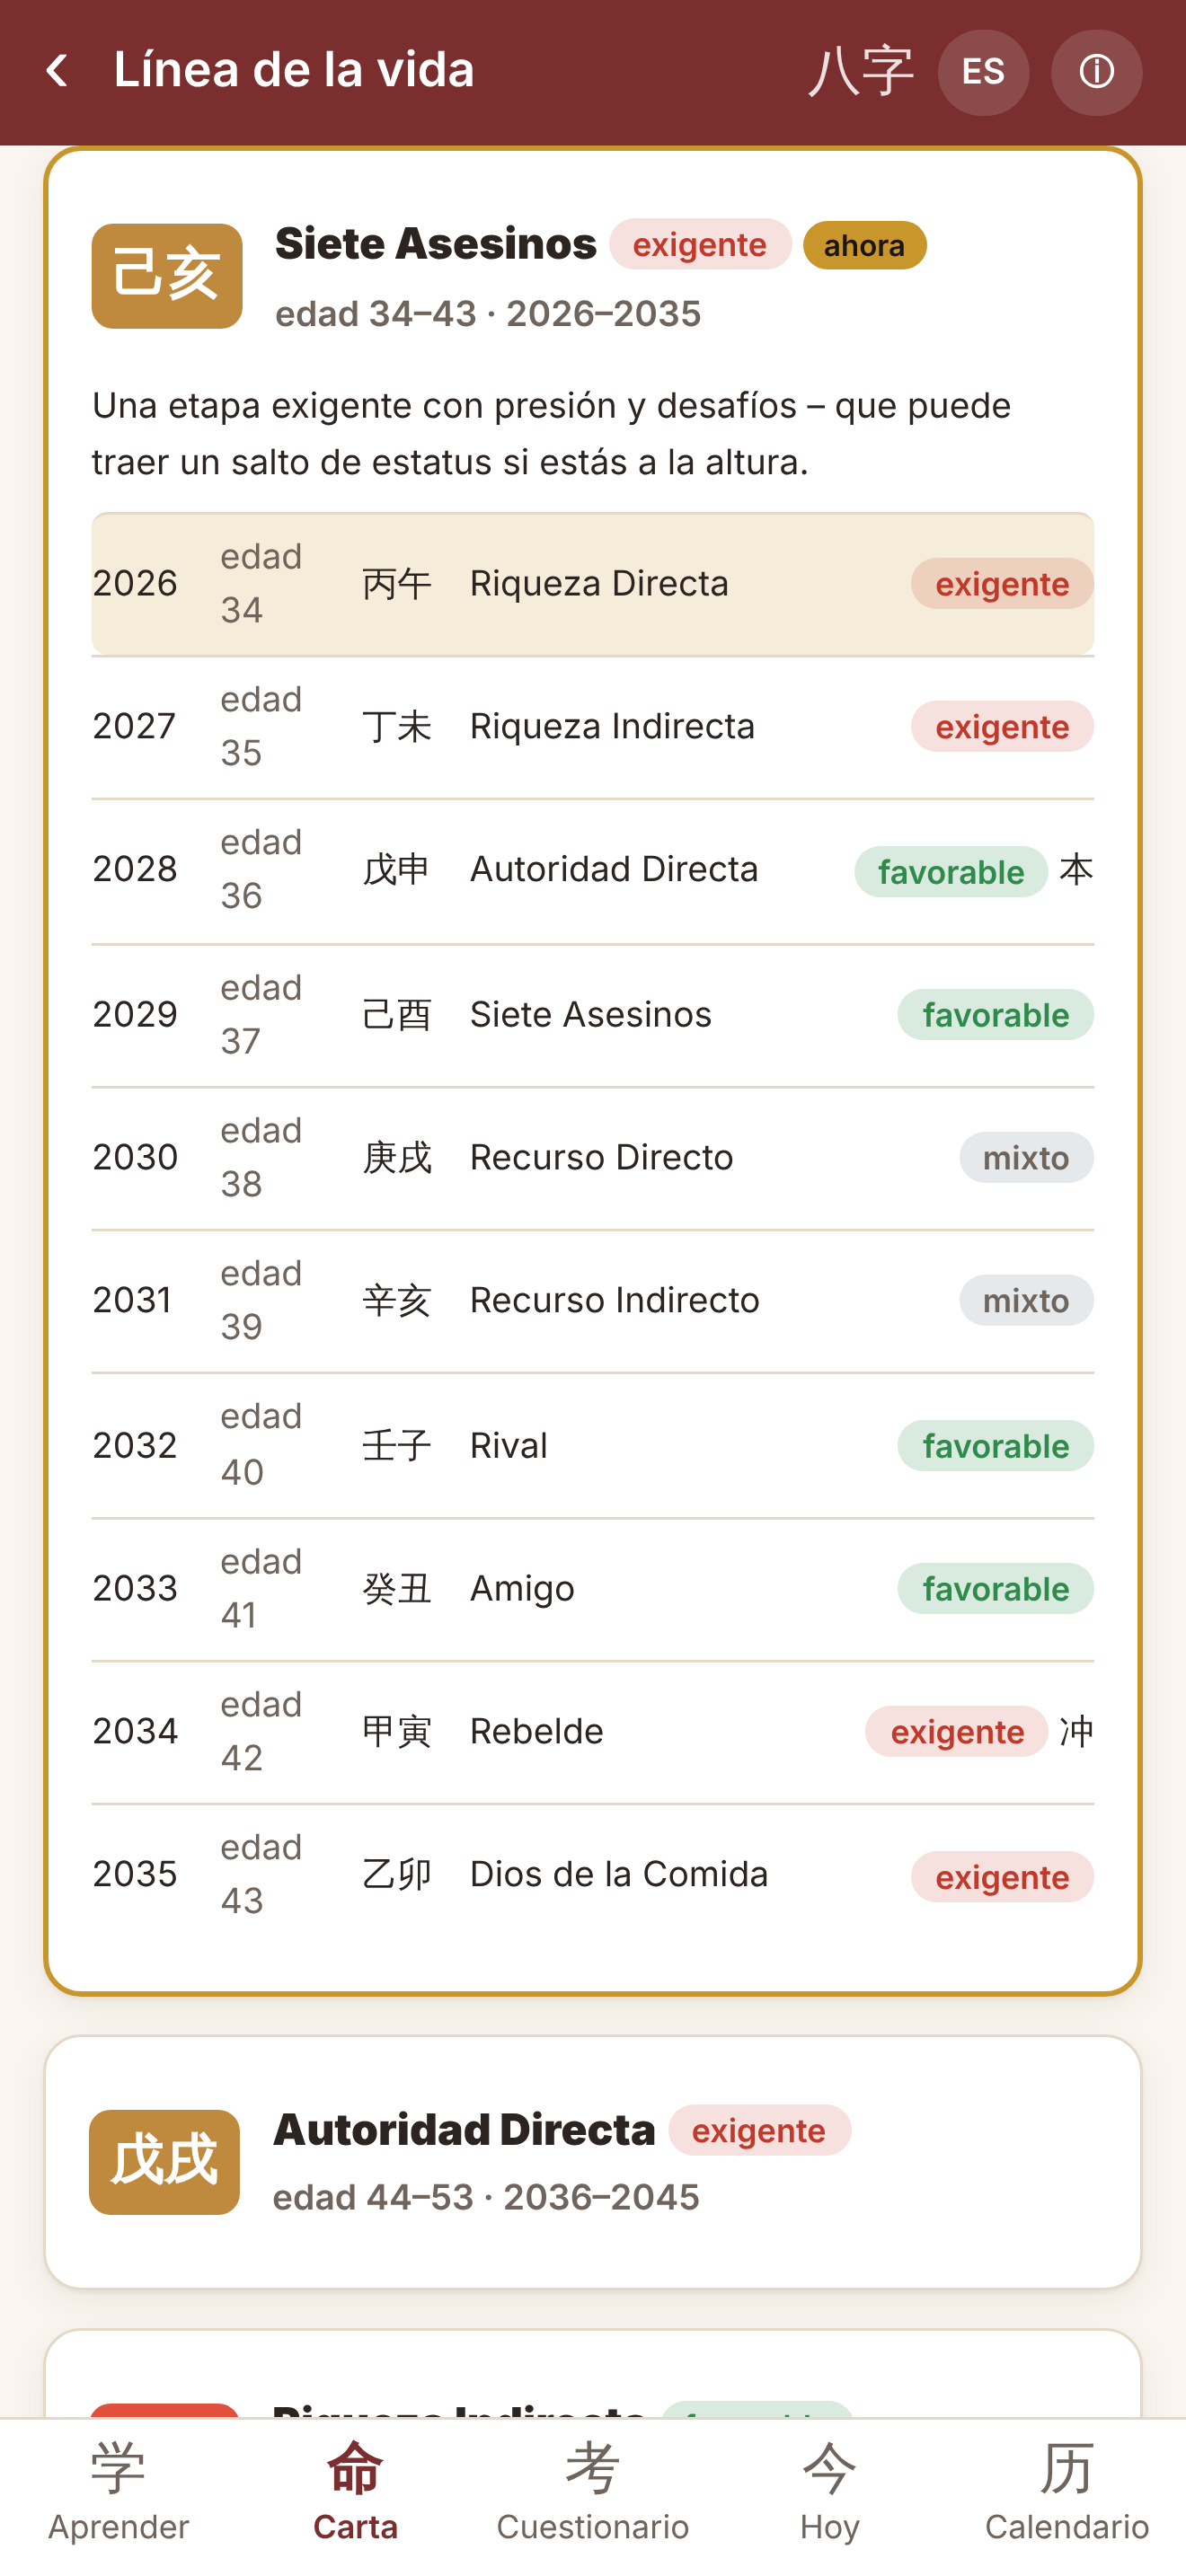 ‹ Línea de la vida 八字 ES ⓘ
己亥 Siete Asesinos exigente ahora
edad 34–43 · 2026–2035
Una etapa exigente con presión y desafíos – que puede
traer un salto de estatus si estás a la altura.
2026 edad 34 丙午 Riqueza Directa exigente
2027 edad 35 丁未 Riqueza Indirecta exigente
2028 edad 36 戊申 Autoridad Directa favorable 本
2029 edad 37 己酉 Siete Asesinos favorable
2030 edad 38 庚戌 Recurso Directo mixto
2031 edad 39 辛亥 Recurso Indirecto mixto
2032 edad 40 壬子 Rival favorable
2033 edad 41 癸丑 Amigo favorable
2034 edad 42 甲寅 Rebelde exigente 冲
2035 edad 43 乙卯 Dios de la Comida exigente
戊戌 Autoridad Directa exigente
edad 44–53 · 2036–2045
学 命 考 今 历
Aprender Carta Cuestionario Hoy Calendario